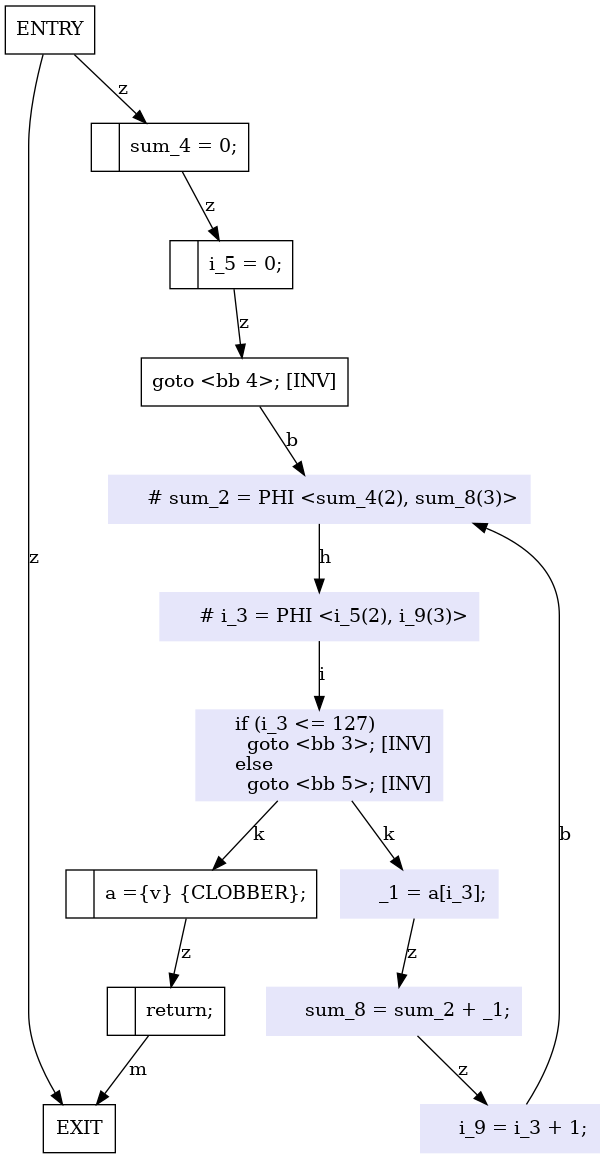 ENTRY
z
sum_4 = 0;
z
i_5 = 0;
z
goto <bb 4>; [INV]
b
# sum_2 = PHI <sum_4(2), sum_8(3)>
z
h
b
# i_3 = PHI <i_5(2), i_9(3)>
i
if (i_3 <= 127)
goto <bb 3>; [INV]
else
goto <bb 5>; [INV]
k
k
a ={v} {CLOBBER};
_1 = a[i_3];
z
z
return;
sum_8 = sum_2 + _1;
m
z
EXIT
i_9 = i_3 + 1;